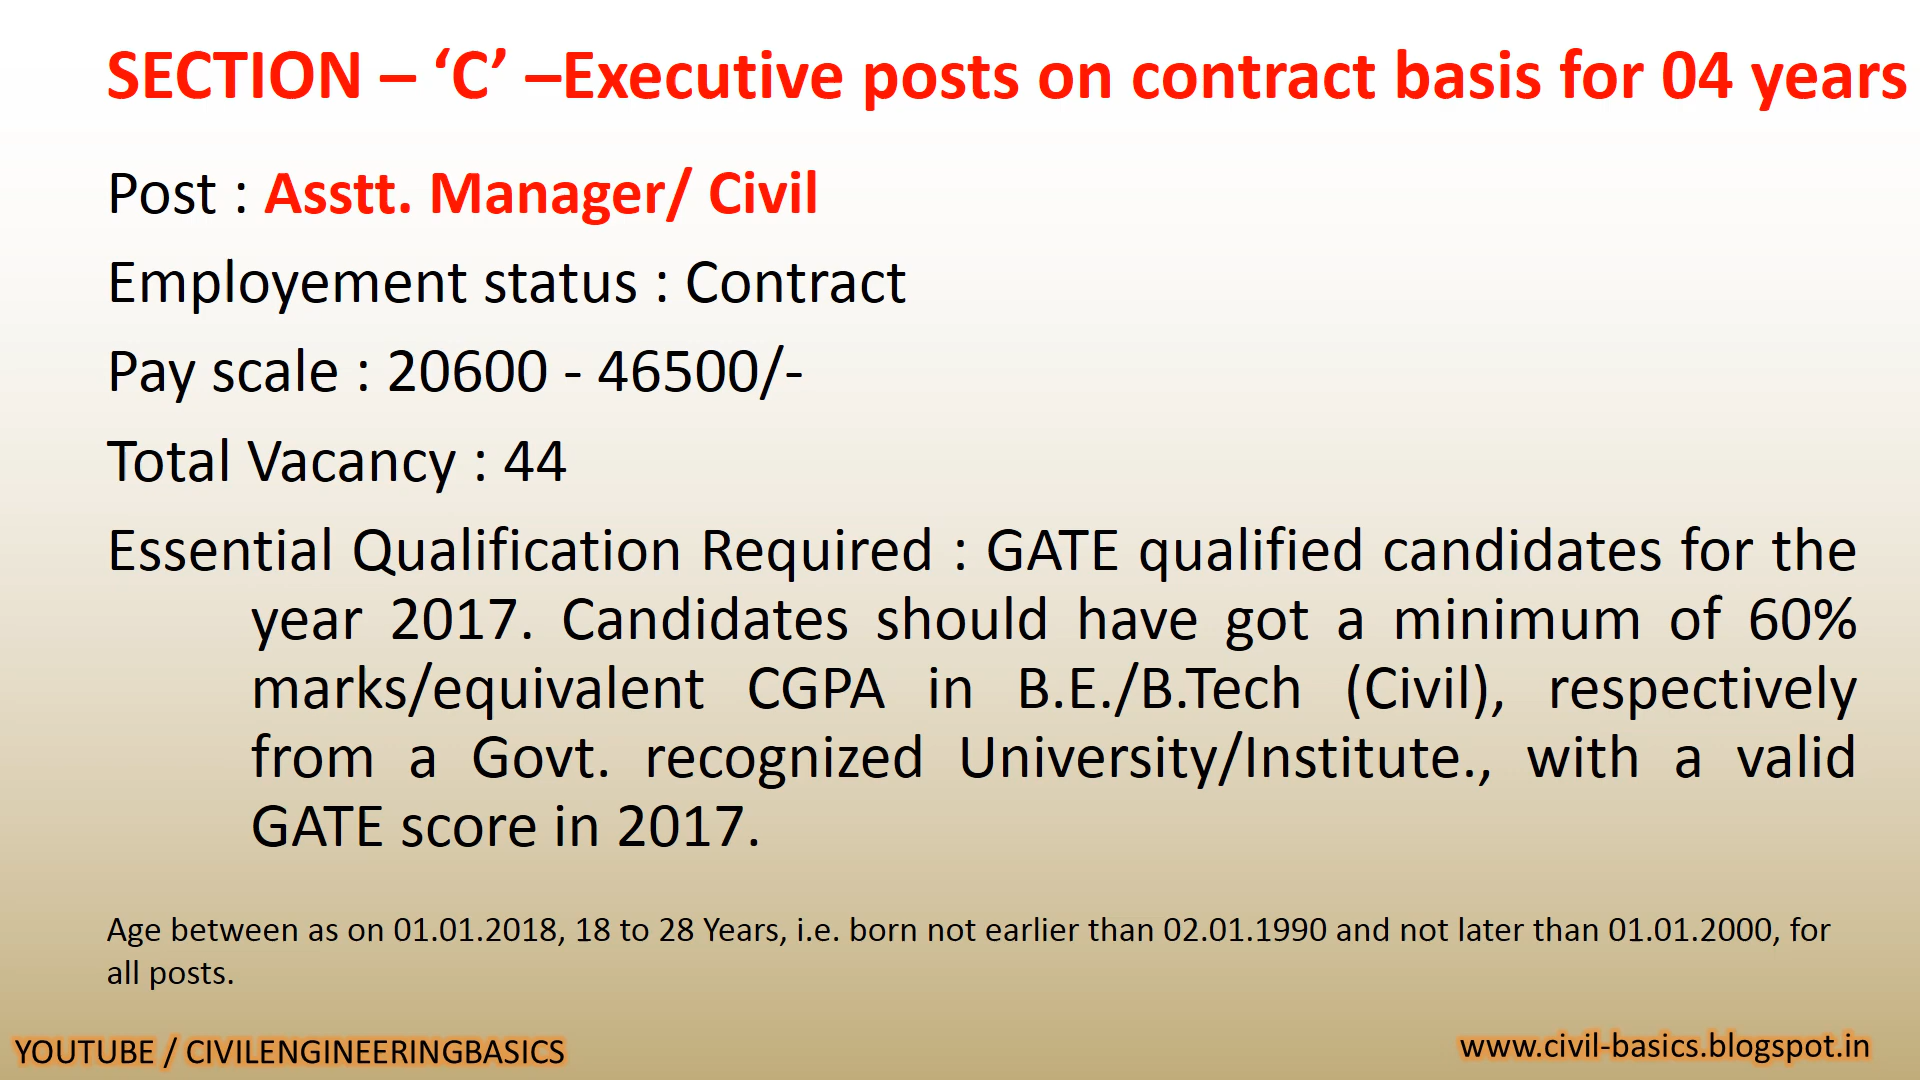 SECTION – ‘C’ –Executive posts on contract basis for 04 years
Post : Asstt. Manager/ Civil
Employement status : Contract
Pay scale : 20600 - 46500/-
Total Vacancy : 44
Essential Qualification Required : GATE qualified candidates for the
year 2017. Candidates should have got a minimum of 60%
marks/equivalent CGPA in B.E./B.Tech (Civil), respectively
from a Govt. recognized University/Institute., with a valid
GATE score in 2017.
Age between as on 01.01.2018, 18 to 28 Years, i.e. born not earlier than 02.01.1990 and not later than 01.01.2000, for
all posts.
YOUTUBE / CIVILENGINEERINGBASICS
www.civil-basics.blogspot.in